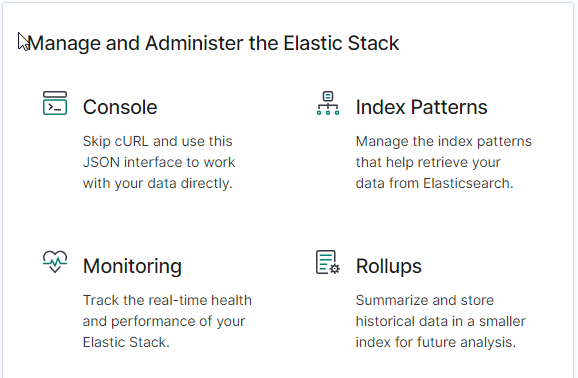 Manage and Administer the Elastic Stack
Console
Skip cURL and use this
JSON interface to work
with your data directly.
Index Patterns
Manage the index patterns
that help retrieve your
data from Elasticsearch.
Monitoring
Track the real-time health
and performance of your
Elastic Stack.
Rollups
Summarize and store
historical data in a smaller
index for future analysis.